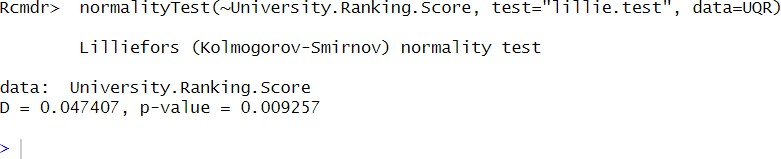 Rcmdr>  normalityTest(~University.Ranking.Score, test="lillie.test", data=UQR)
Lilliefors (Kolmogorov-Smirnov) normality test
data:  University.Ranking.Score
D = 0.047407, p-value = 0.009257
>